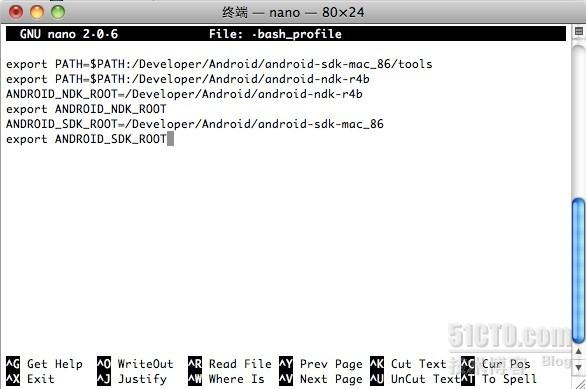 终端 — nano — 80×24
GNU nano 2.0.6 File: .bash_profile
export PATH=$PATH:/Developer/Android/android-sdk-mac_86/tools
export PATH=$PATH:/Developer/Android/android-ndk-r4b
ANDROID_NDK_ROOT=/Developer/Android/android-ndk-r4b
export ANDROID_NDK_ROOT
ANDROID_SDK_ROOT=/Developer/Android/android-sdk-mac_86
export ANDROID_SDK_ROOT
^G Get Help ^O WriteOut ^R Read File ^Y Prev Page ^K Cut Text ^C Cur Pos
^X Exit ^J Justify ^W Where Is ^V Next Page ^U UnCut Text ^T To Spell
51CTO.com
技术博客 Blog